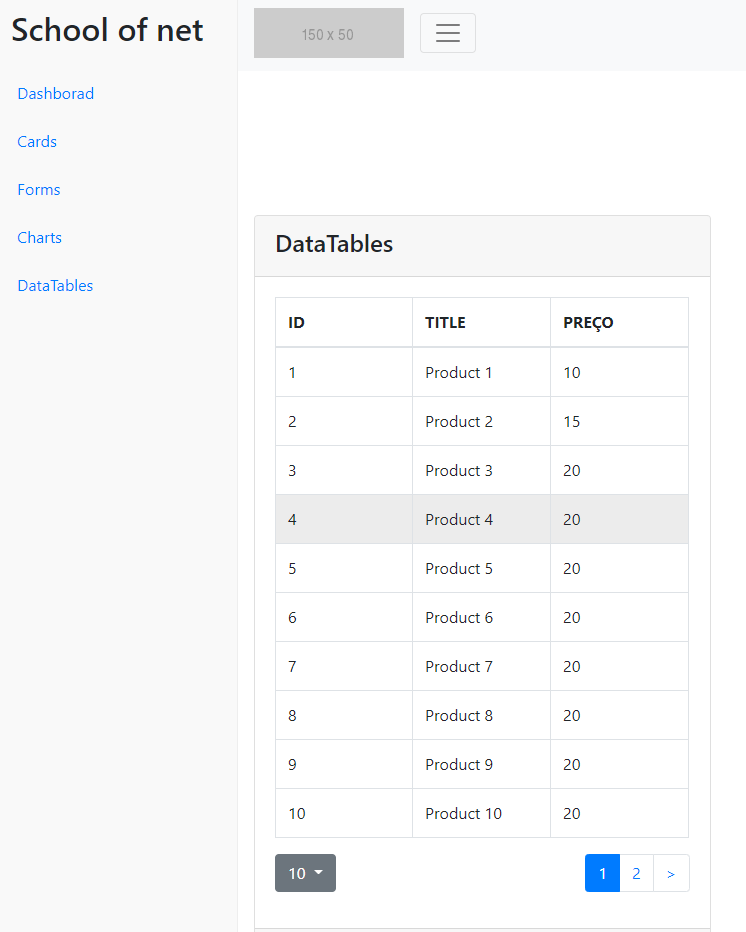 School of net
150 x 50
Dashborad
Cards
Forms
Charts
DataTables
DataTables
ID TITLE PREÇO
1 Product 1 10
2 Product 2 15
3 Product 3 20
4 Product 4 20
5 Product 5 20
6 Product 6 20
7 Product 7 20
8 Product 8 20
9 Product 9 20
10 Product 10 20
10 1 2 >